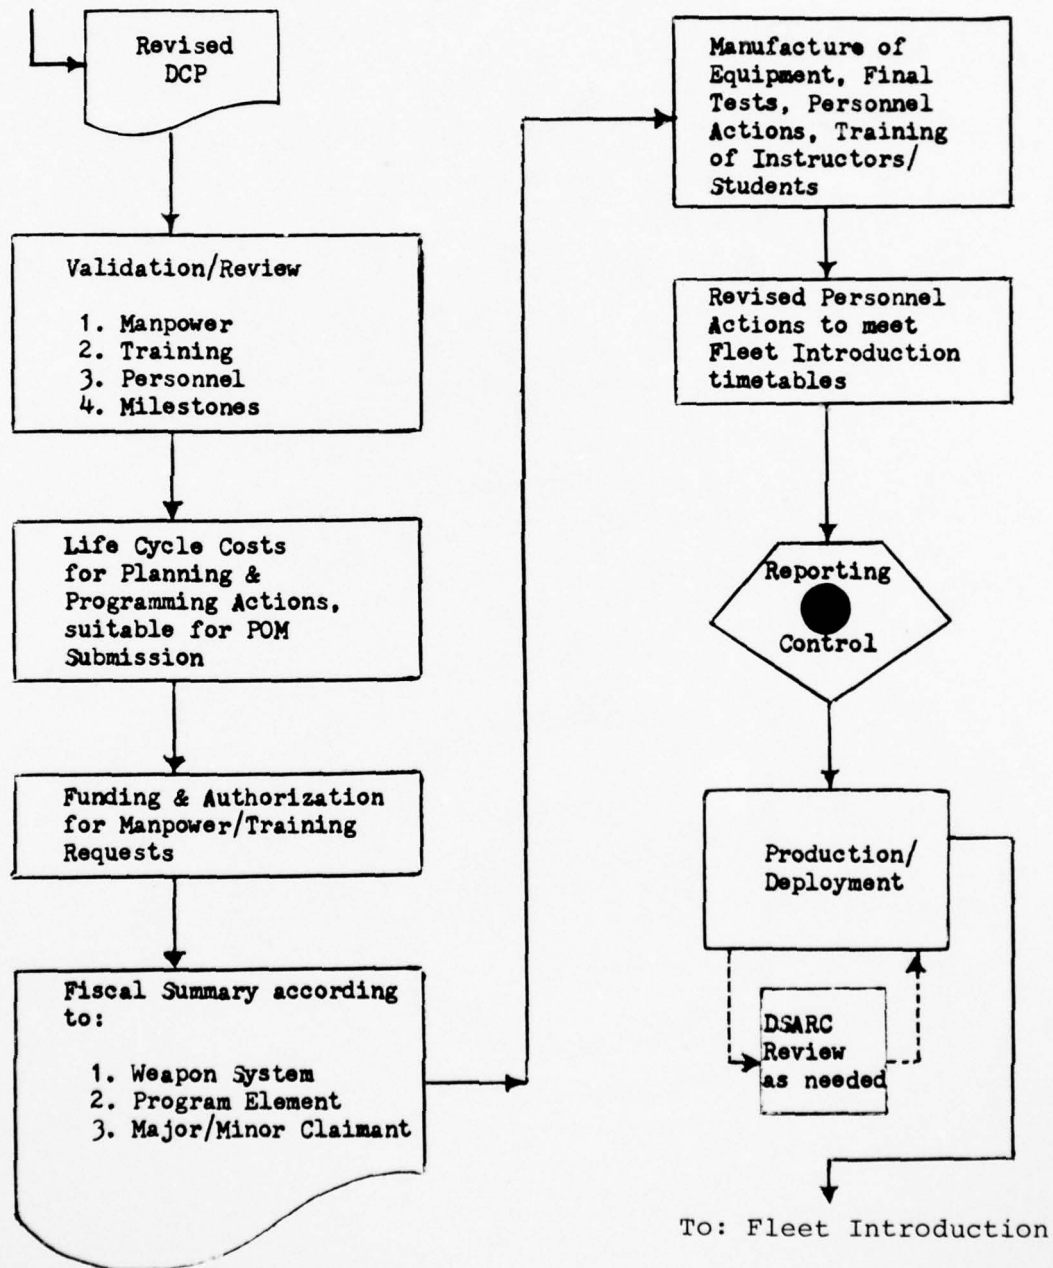 Revised
DCP
Validation/Review
1. Manpower
2. Training
3. Personnel
4. Milestones
Life Cycle Costs
for Planning &
Programming Actions,
suitable for POM
Submission
Funding & Authorization
for Manpower/Training
Requests
Fiscal Summary according
to:
1. Weapon System
2. Program Element
3. Major/Minor Claimant
Manufacture of
Equipment, Final
Tests, Personnel
Actions, Training
of Instructors/
Students
Revised Personnel
Actions to meet
Fleet Introduction
timetables
Reporting
Control
Production/
Deployment
DSARC
Review
as needed
To: Fleet Introduction